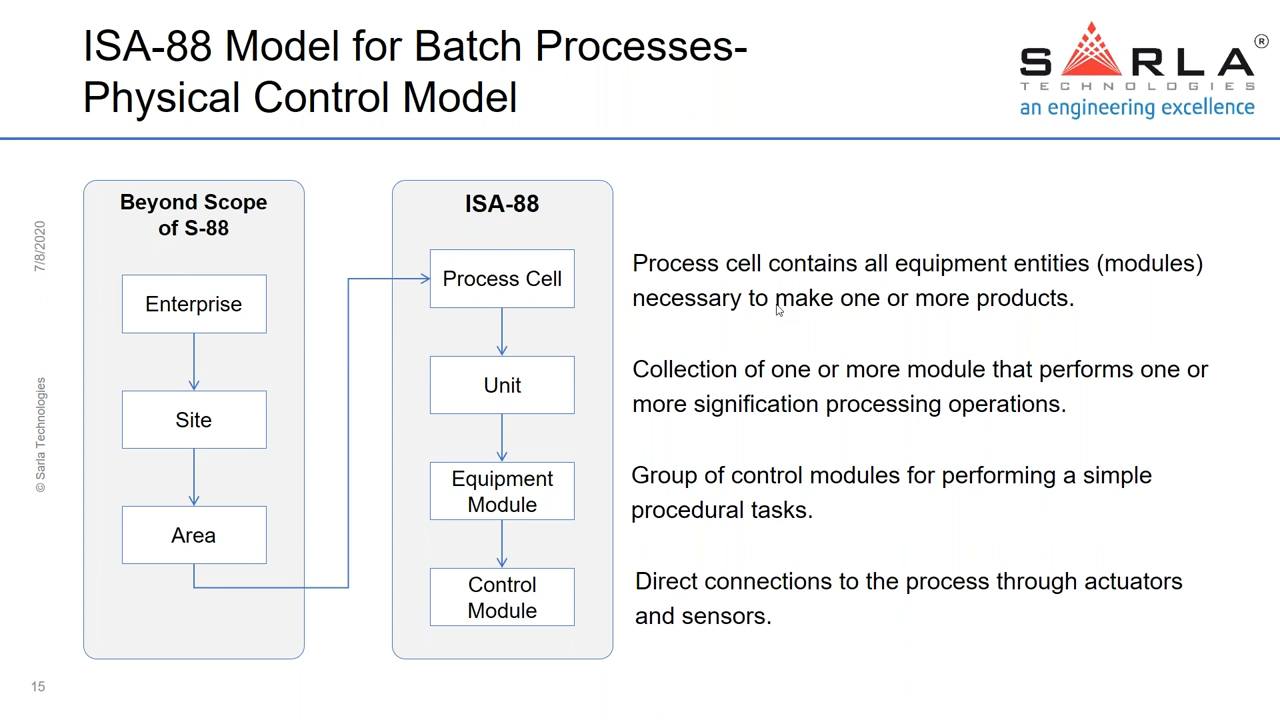 ISA-88 Model for Batch Processes-
Physical Control Model
SARLA ®
TECHNOLOGIES
an engineering excellence
7/8/2020
© Sarla Technologies
Beyond Scope
of S-88
Enterprise
Site
Area
ISA-88
Process Cell
Unit
Equipment
Module
Control
Module
Process cell contains all equipment entities (modules)
necessary to make one or more products.
Collection of one or more module that performs one or
more signification processing operations.
Group of control modules for performing a simple
procedural tasks.
Direct connections to the process through actuators
and sensors.
15